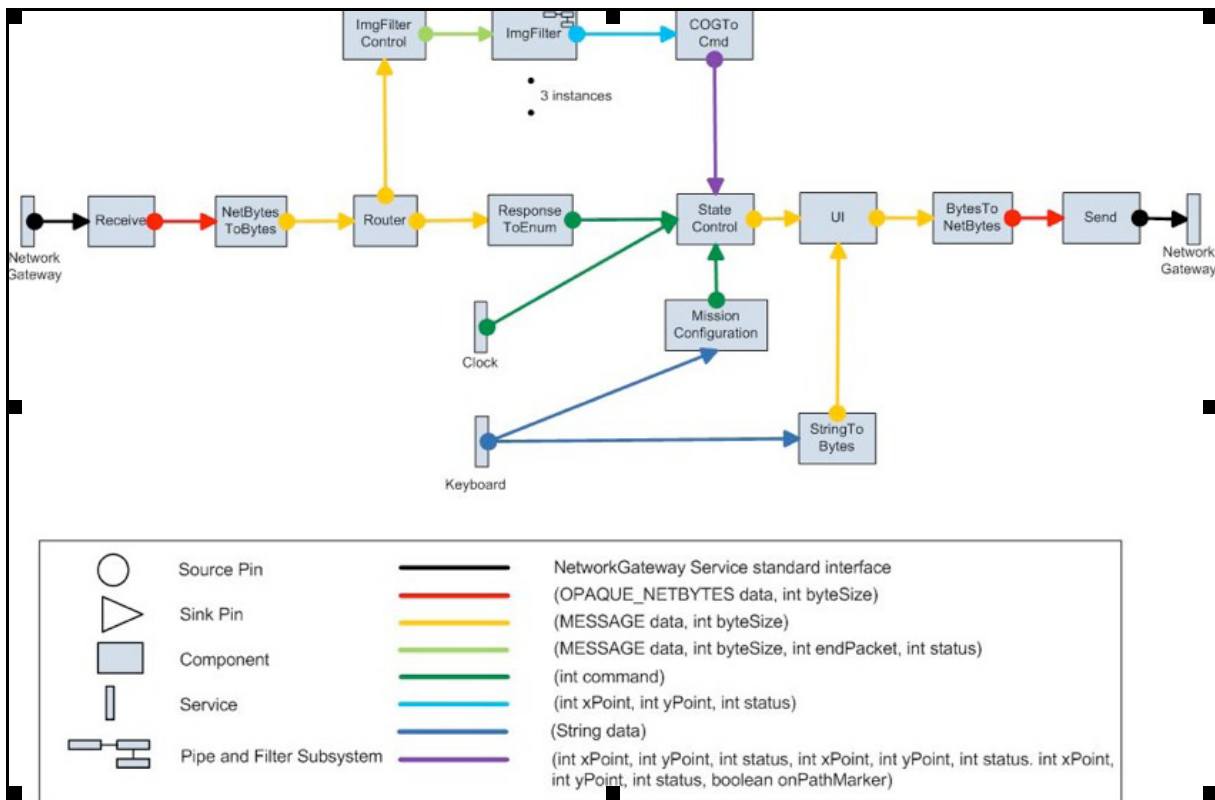 ImgFilter
Control
ImgFilter
COGTo
Cmd
3 instances
Receive
NetBytes
ToBytes
Router
Response
ToEnum
State
Control
UI
BytesTo
NetBytes
Send
Network
Gateway
Network
Gateway
Clock
Mission
Configuration
StringTo
Bytes
Keyboard
Source Pin
NetworkGateway Service standard interface
(OPAQUE_NETBYTES data, int byteSize)
Sink Pin
(MESSAGE data, int byteSize)
(MESSAGE data, int byteSize, int endPacket, int status)
Component
(int command)
Service
(int xPoint, int yPoint, int status)
(String data)
Pipe and Filter Subsystem
(int xPoint, int yPoint, int status, int xPoint, int yPoint, int status. int xPoint,
int yPoint, int status, boolean onPathMarker)